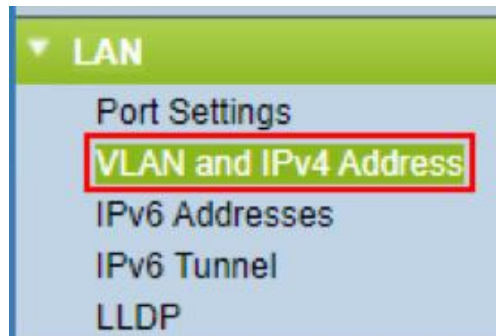 LAN
Port Settings
VLAN and IPv4 Address
IPv6 Addresses
IPv6 Tunnel
LLDP